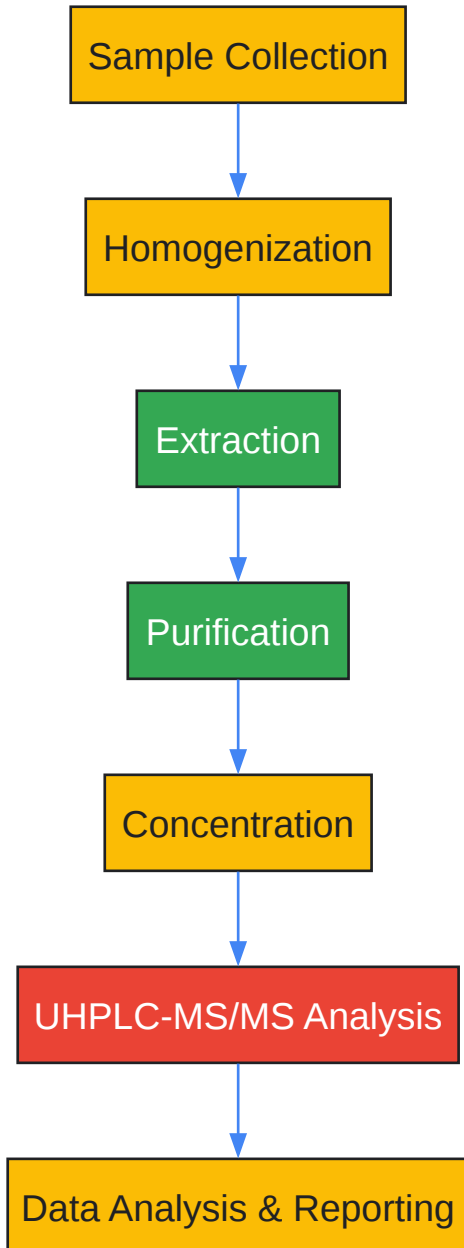 Sample Collection
Homogenization
Extraction
Purification
Concentration
UHPLC-MS/MS Analysis
Data Analysis & Reporting